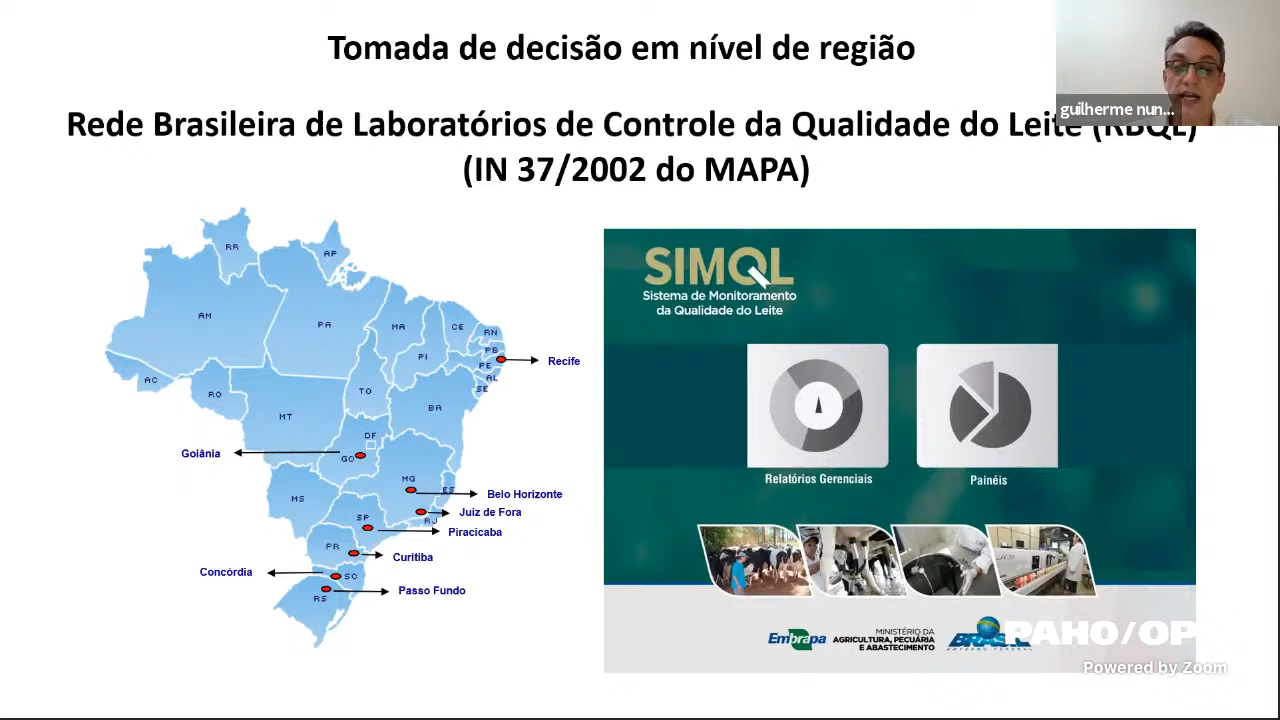 Tomada de decisão em nível de região
guilherme nun...
Rede Brasileira de Laboratórios de Controle da Qualidade do Leite (RBQL)
(IN 37/2002 do MAPA)
RR
AP
AM
PA
MA
CE
RN
PB
PE
AL
SE
PI
AC
RO
TO
BA
MT
DF
GO
MG
ES
MS
SP
RJ
PR
SC
RS
Recife
Goiânia
Belo Horizonte
Juiz de Fora
Piracicaba
Curitiba
Concórdia
Passo Fundo
SIMQL
Sistema de Monitoramento
da Qualidade do Leite
Relatórios Gerenciais
Painéis
Embrapa
MINISTÉRIO DA
AGRICULTURA, PECUÁRIA
E ABASTECIMENTO
BRASIL
GOVERNO FEDERAL
PAHO/OP
Powered by Zoom